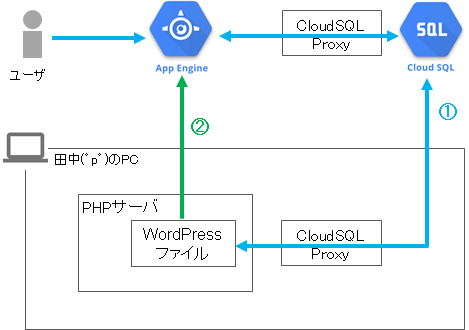 CloudSQL
Proxy
SQL
ユーザ
App Engine
Cloud SQL
①
②
田中(ﾟpﾟ)のPC
PHPサーバ
WordPress
ファイル
CloudSQL
Proxy